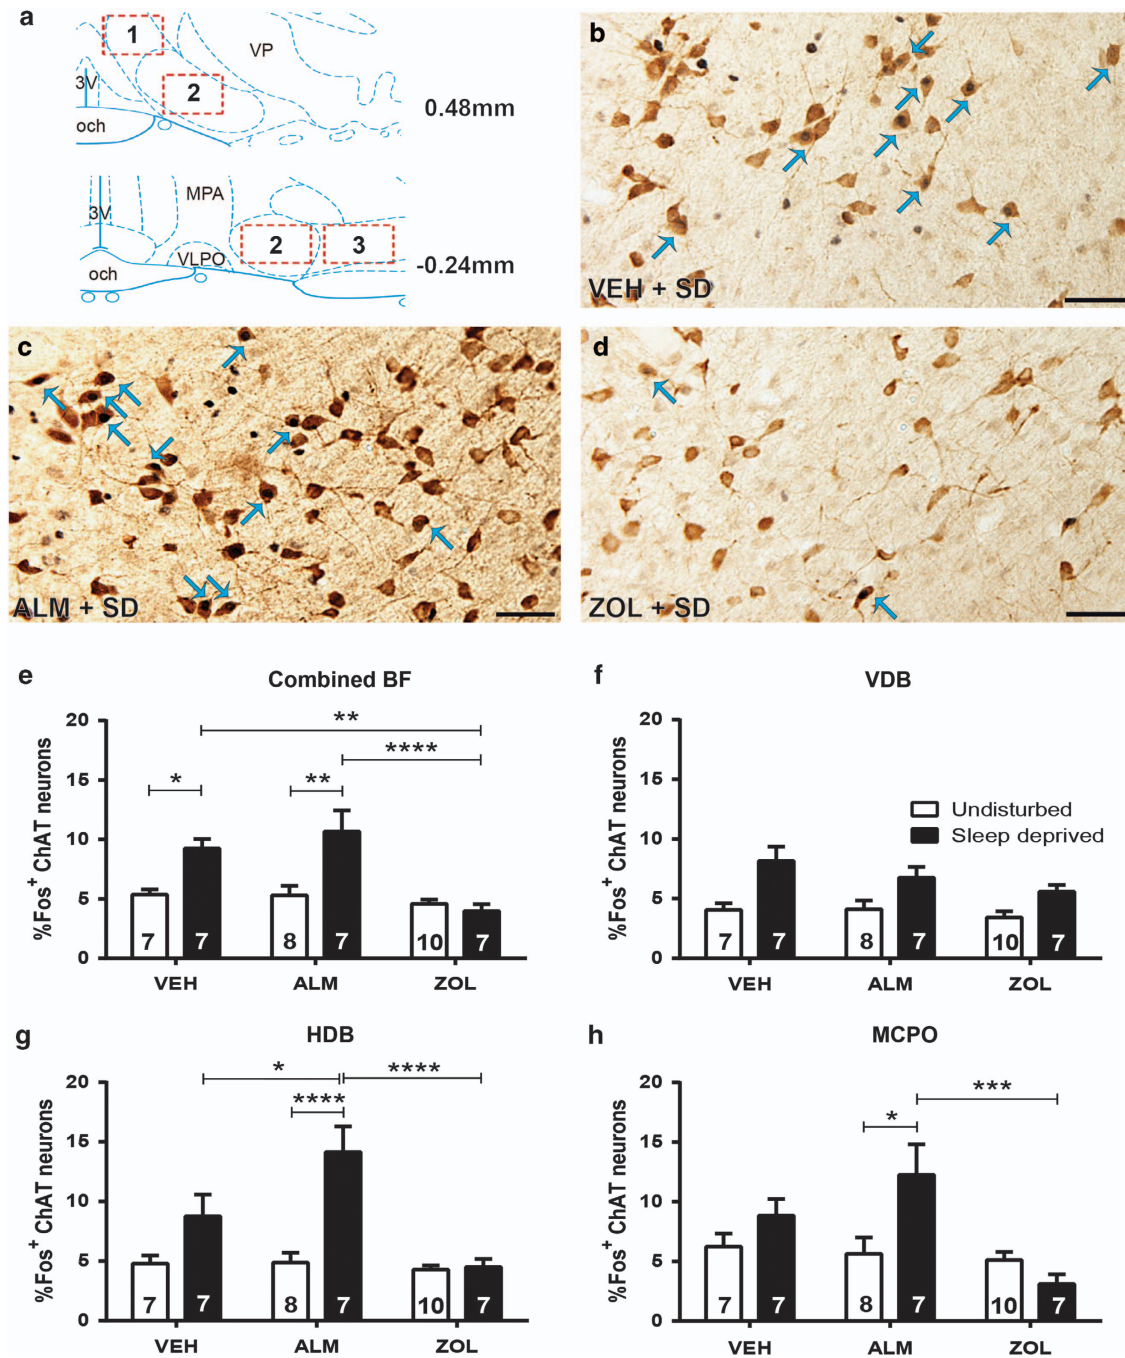 a
1
VP
2
3V
och
0.48mm
MPA
3V
2
3
VLPO
och
-0.24mm
b
VEH + SD
c
ALM + SD
d
ZOL + SD
e
Combined BF
%Fos+ ChAT neurons
20
15
10
5
0
**
****
*
**
7
7
8
7
10
7
VEH
ALM
ZOL
f
VDB
%Fos+ ChAT neurons
20
15
10
5
0
Undisturbed
Sleep deprived
7
7
8
7
10
7
VEH
ALM
ZOL
g
HDB
%Fos+ ChAT neurons
20
15
10
5
0
*
****
****
7
7
8
7
10
7
VEH
ALM
ZOL
h
MCPO
%Fos+ ChAT neurons
20
15
10
5
0
***
*
7
7
8
7
10
7
VEH
ALM
ZOL